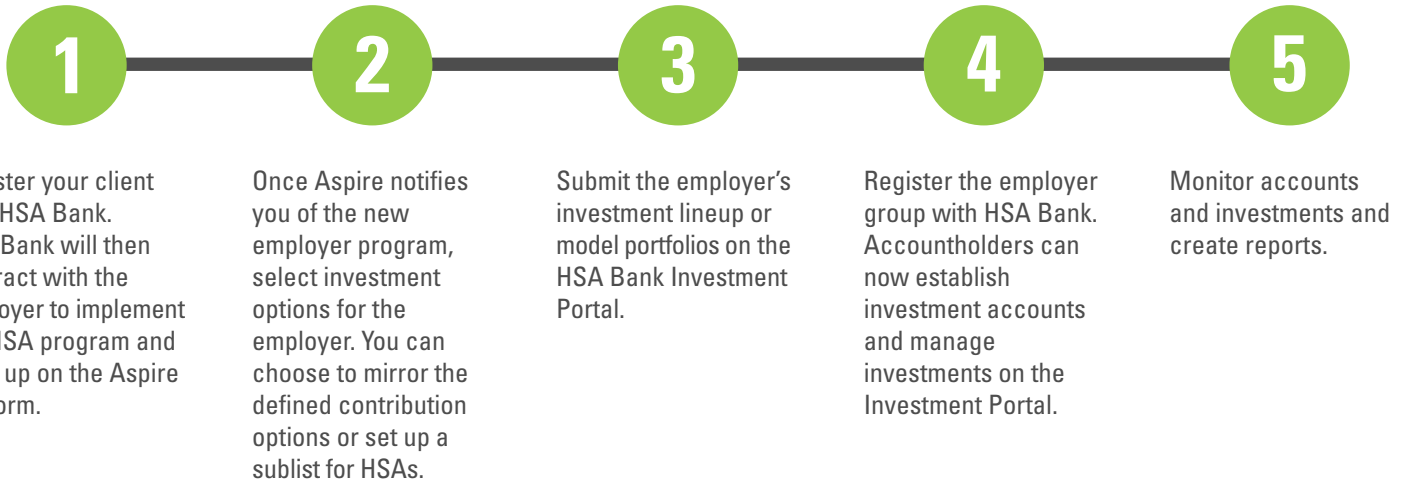 1
2
3
4
5
ster your client
HSA Bank.
Bank will then
ract with the
oyer to implement
ISA program and
up on the Aspire
orm.
Once Aspire notifies
you of the new
employer program,
select investment
options for the
employer. You can
choose to mirror the
defined contribution
options or set up a
sublist for HSAs.
Submit the employer's
investment lineup or
model portfolios on the
HSA Bank Investment
Portal.
Register the employer
group with HSA Bank.
Accountholders can
now establish
investment accounts
and manage
investments on the
Investment Portal.
Monitor accounts
and investments and
create reports.